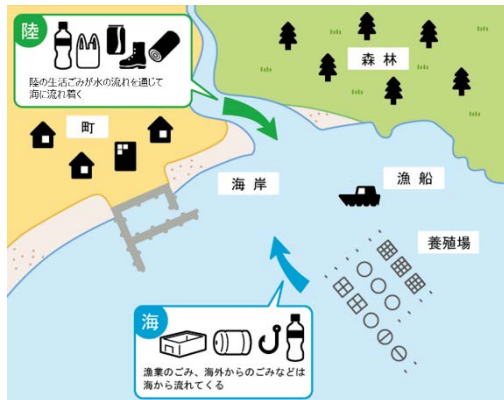 陸
陸の生活ごみが水の流れを通じて
海に流れ着く
森 林
町
海 岸
漁 船
養殖場
海
漁業のごみ、海外からのごみなどは
海から流れてくる